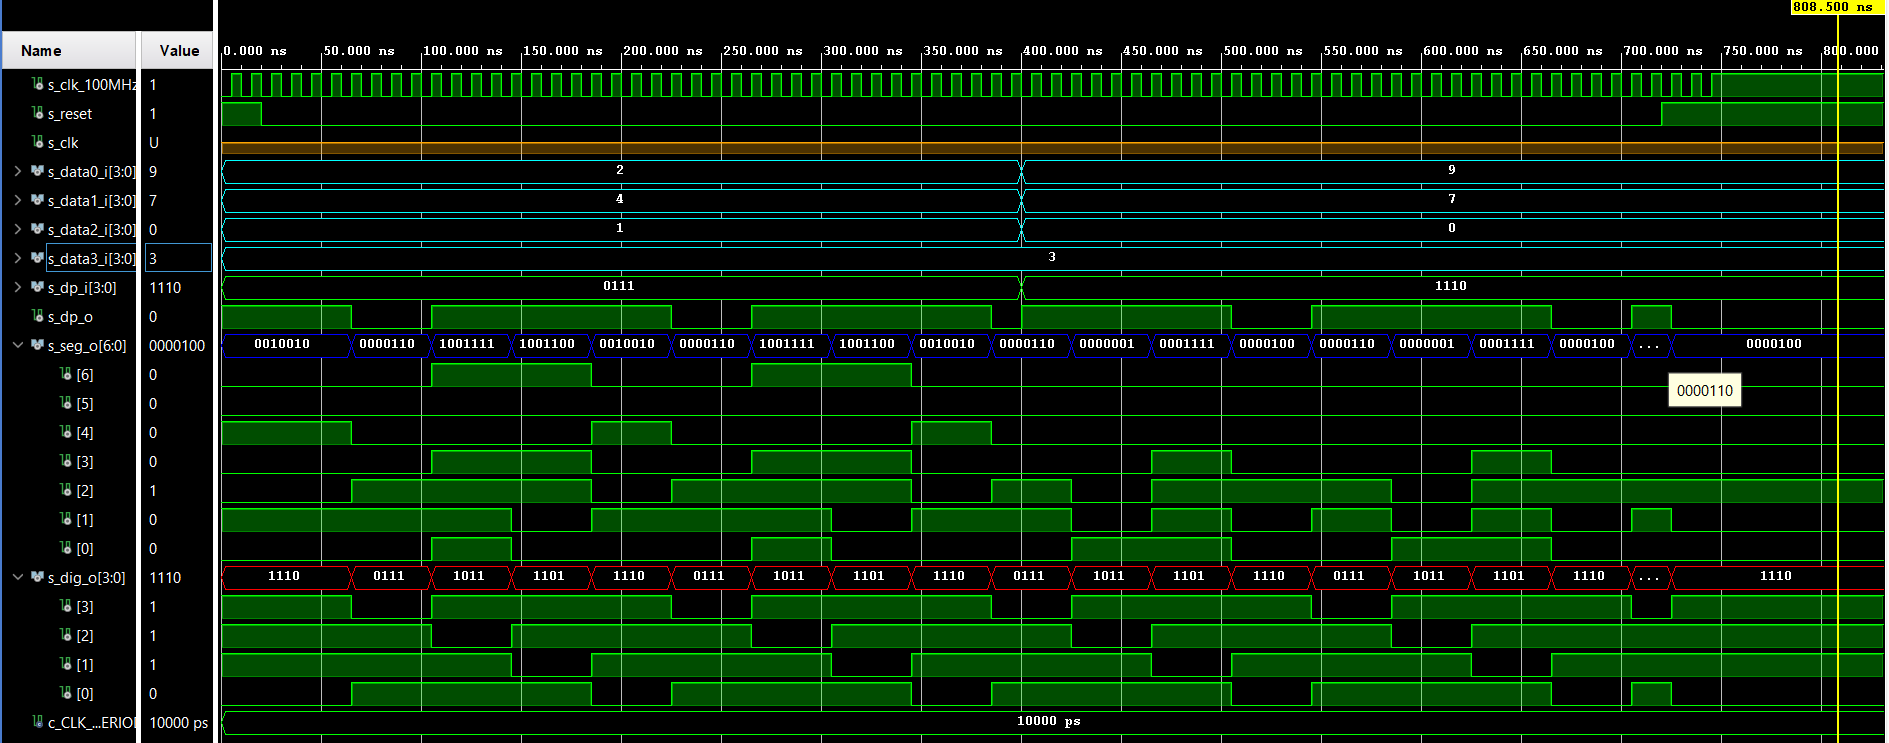 808.500 ns
Name Value
0.000 ns 50.000 ns 100.000 ns 150.000 ns 200.000 ns 250.000 ns 300.000 ns 350.000 ns 400.000 ns 450.000 ns 500.000 ns 550.000 ns 600.000 ns 650.000 ns 700.000 ns 750.000 ns 800.000
s_clk_100MHz 1
s_reset 1
s_clk U
s_data0_i[3:0] 9 2 9
s_data1_i[3:0] 7 4 7
s_data2_i[3:0] 0 1 0
s_data3_i[3:0] 3 3
s_dp_i[3:0] 1110 0111 1110
s_dp_o 0
s_seg_o[6:0] 0000100 0010010 0000110 1001111 1001100 0010010 0000110 1001111 1001100 0010010 0000110 0000001 0001111 0000100 0000110 0000001 0001111 0000100 ... 0000100
[6] 0
0000110
[5] 0
[4] 0
[3] 0
[2] 1
[1] 0
[0] 0
s_dig_o[3:0] 1110 1110 0111 1011 1101 1110 0111 1011 1101 1110 0111 1011 1101 1110 0111 1011 1101 1110 ... 1110
[3] 1
[2] 1
[1] 1
[0] 0
c_CLK_...ERIOI 10000 ps 10000 ps